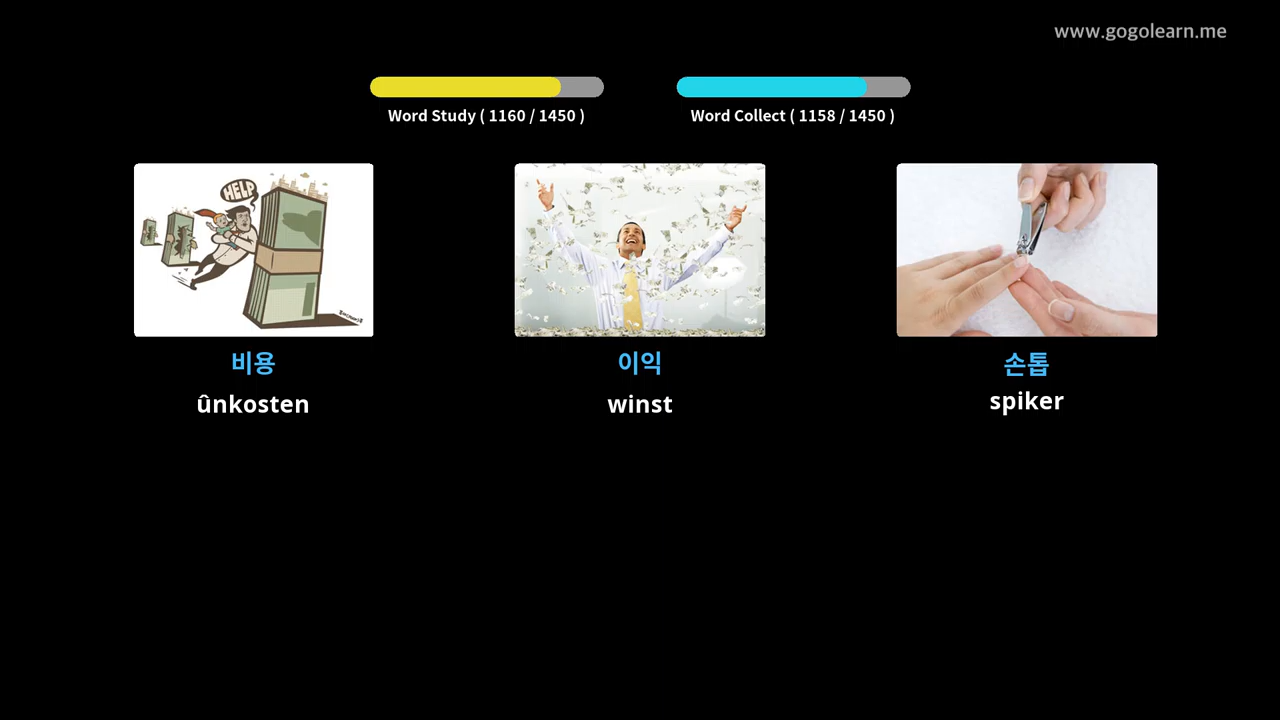 www.gogolearn.me
Word Study ( 1160 / 1450 )
Word Collect ( 1158 / 1450 )
HELP
비용
이익
손톱
ûnkosten
winst
spiker